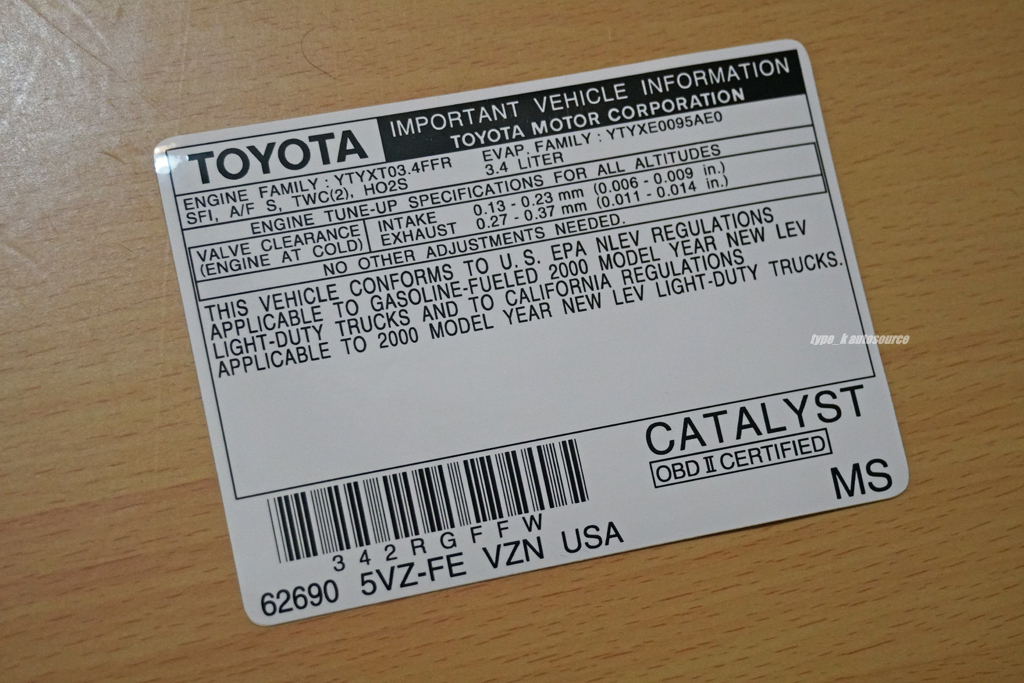 TOYOTA
IMPORTANT VEHICLE INFORMATION
TOYOTA MOTOR CORPORATION
ENGINE FAMILY : YTYXT03.4FFR EVAP. FAMILY : YTYXE0095AE0
SFI, A/F S, TWC(2), HO2S 3.4 LITER
ENGINE TUNE-UP SPECIFICATIONS FOR ALL ALTITUDES
VALVE CLEARANCE INTAKE 0.13 - 0.23 mm (0.006 - 0.009 in.)
(ENGINE AT COLD) EXHAUST 0.27 - 0.37 mm (0.011 - 0.014 in.)
NO OTHER ADJUSTMENTS NEEDED.
THIS VEHICLE CONFORMS TO U.S. EPA NLEV REGULATIONS
APPLICABLE TO GASOLINE-FUELED 2000 MODEL YEAR NEW LEV
LIGHT-DUTY TRUCKS AND TO CALIFORNIA REGULATIONS
APPLICABLE TO 2000 MODEL YEAR NEW LEV LIGHT-DUTY TRUCKS.
type_k autosource
CATALYST
OBD II CERTIFIED
MS
342RGFFW
62690 5VZ-FE VZN USA